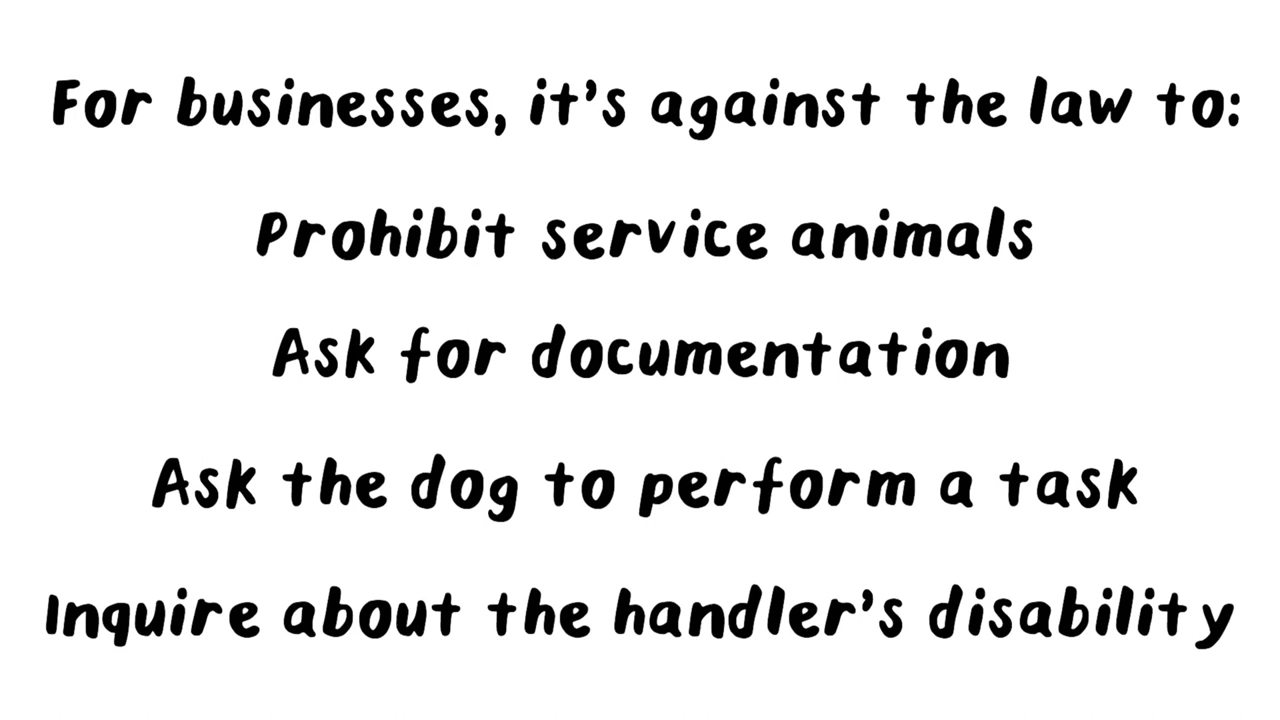 For businesses, it’s against the law to:
Prohibit service animals
Ask for documentation
Ask the dog to perform a task
Inquire about the handler’s disability